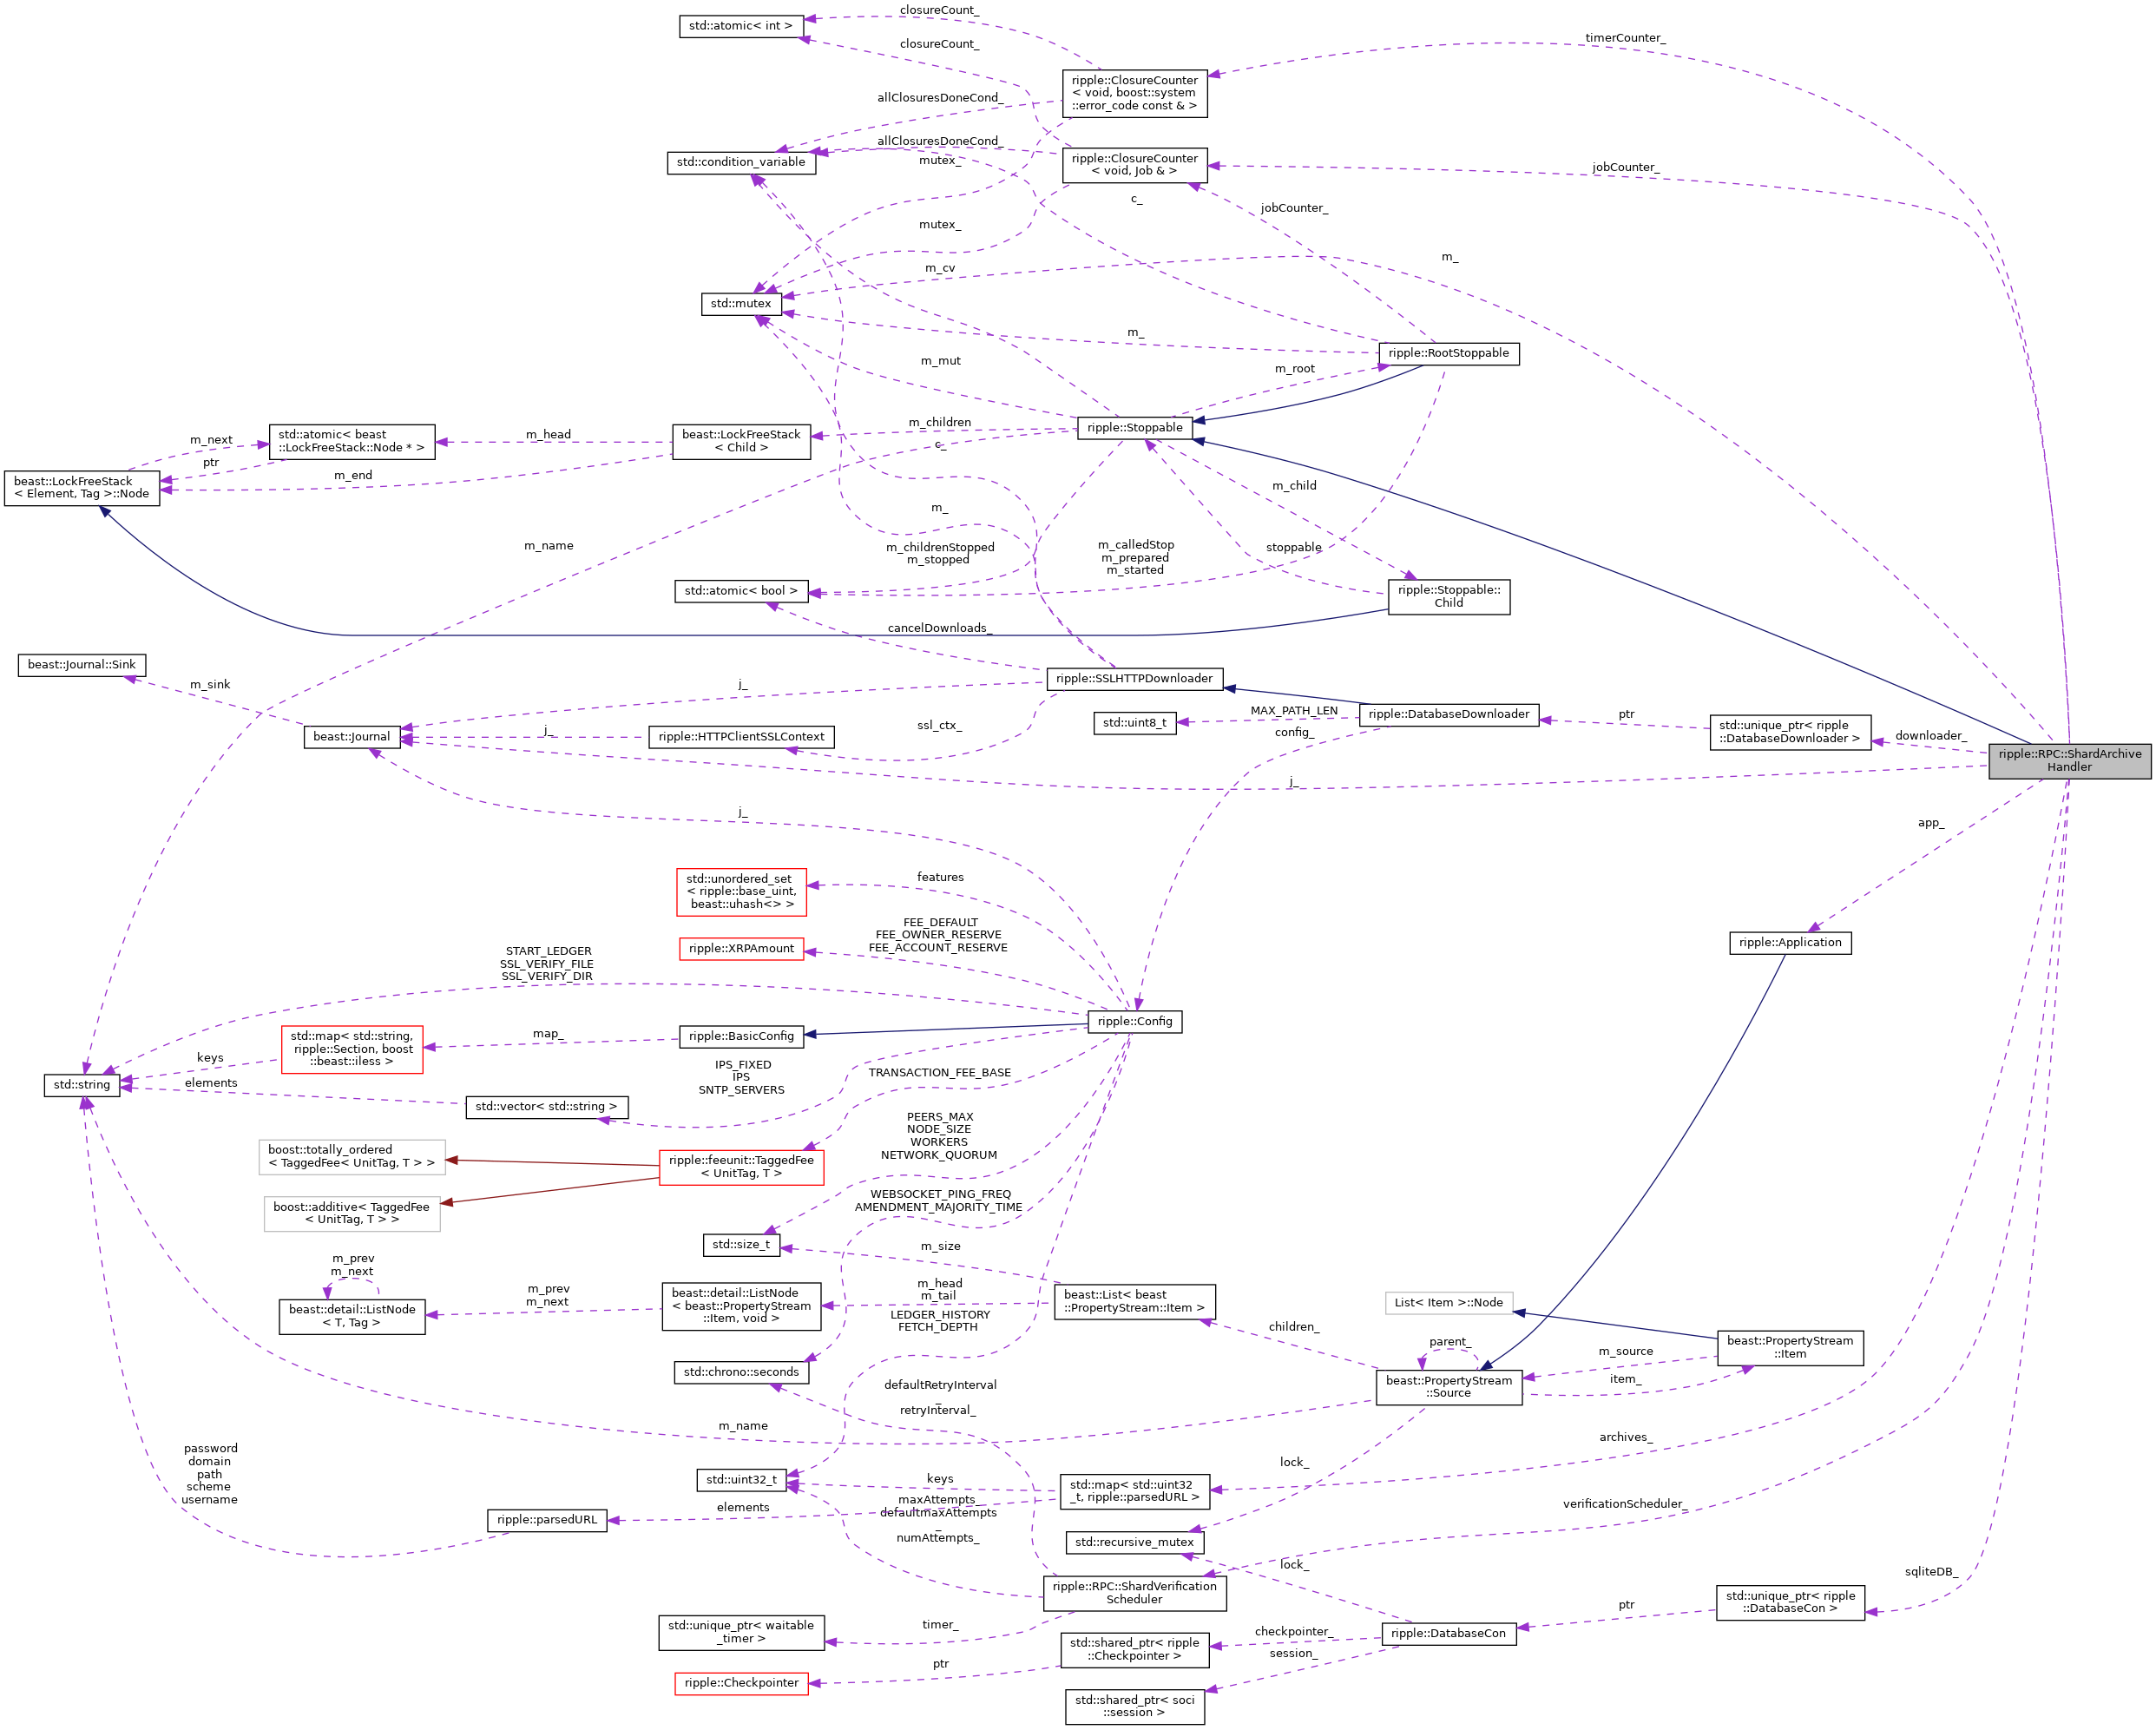 closureCount_
std::atomic< int >
timerCounter_
closureCount_
ripple::ClosureCounter
< void, boost::system
::error_code const & >
allClosuresDoneCond_
allClosuresDoneCond_
std::condition_variable
mutex_
ripple::ClosureCounter
< void, Job & >
jobCounter_
c_
jobCounter_
mutex_
m_
m_cv
std::mutex
m_
ripple::RootStoppable
m_mut
m_root
m_children
ripple::Stoppable
std::atomic< beast
::LockFreeStack::Node * >
m_next
m_head
beast::LockFreeStack
< Child >
c_
ptr
m_end
beast::LockFreeStack
< Element, Tag >::Node
m_child
m_
m_name
m_childrenStopped
m_stopped
m_calledStop
m_prepared
m_started
stoppable
std::atomic< bool >
ripple::Stoppable::
Child
cancelDownloads_
beast::Journal::Sink
m_sink
j_
ripple::SSLHTTPDownloader
MAX_PATH_LEN
ripple::DatabaseDownloader
ptr
std::unique_ptr< ripple
::DatabaseDownloader >
downloader_
std::uint8_t
ssl_ctx_
config_
beast::Journal
j_
ripple::HTTPClientSSLContext
ripple::RPC::ShardArchive
Handler
j_
j_
app_
std::unordered_set
< ripple::base_uint,
beast::uhash<> >
features
FEE_DEFAULT
FEE_OWNER_RESERVE
FEE_ACCOUNT_RESERVE
ripple::XRPAmount
ripple::Application
START_LEDGER
SSL_VERIFY_FILE
SSL_VERIFY_DIR
ripple::Config
std::map< std::string,
ripple::Section, boost
::beast::iless >
map_
ripple::BasicConfig
keys
IPS_FIXED
IPS
SNTP_SERVERS
TRANSACTION_FEE_BASE
std::string
elements
std::vector< std::string >
PEERS_MAX
NODE_SIZE
WORKERS
NETWORK_QUORUM
boost::totally_ordered
< TaggedFee< UnitTag, T > >
ripple::feeunit::TaggedFee
< UnitTag, T >
boost::additive< TaggedFee
< UnitTag, T > >
WEBSOCKET_PING_FREQ
AMENDMENT_MAJORITY_TIME
std::size_t
m_size
m_prev
m_next
beast::detail::ListNode
< T, Tag >
m_prev
m_next
beast::detail::ListNode
< beast::PropertyStream
::Item, void >
m_head
m_tail
beast::List< beast
::PropertyStream::Item >
List< Item >::Node
LEDGER_HISTORY
FETCH_DEPTH
children_
parent_
beast::PropertyStream
::Item
m_source
item_
std::chrono::seconds
beast::PropertyStream
::Source
defaultRetryInterval
_
retryInterval_
m_name
archives_
password
domain
path
scheme
username
std::uint32_t
keys
std::map< std::uint32
_t, ripple::parsedURL >
lock_
ripple::parsedURL
elements
maxAttempts_
defaultmaxAttempts
_
numAttempts_
verificationScheduler_
std::recursive_mutex
lock_
sqliteDB_
ripple::RPC::ShardVerification
Scheduler
std::unique_ptr< ripple
::DatabaseCon >
ptr
std::unique_ptr< waitable
_timer >
timer_
checkpointer_
ripple::DatabaseCon
std::shared_ptr< ripple
::Checkpointer >
session_
ripple::Checkpointer
ptr
std::shared_ptr< soci
::session >